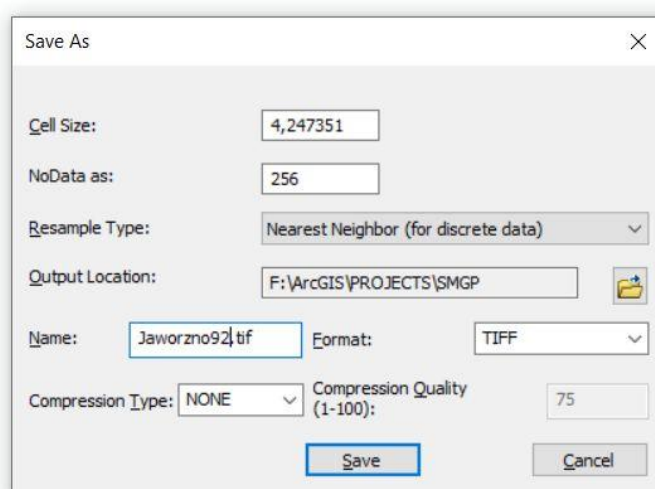 Save As
Cell Size: 4,247351
NoData as: 256
Resample Type: Nearest Neighbor (for discrete data)
Output Location: F:\ArcGIS\PROJECTS\SMGP
Name: Jaworzno92.tif Format: TIFF
Compression Type: NONE Compression Quality (1-100): 75
Save Cancel